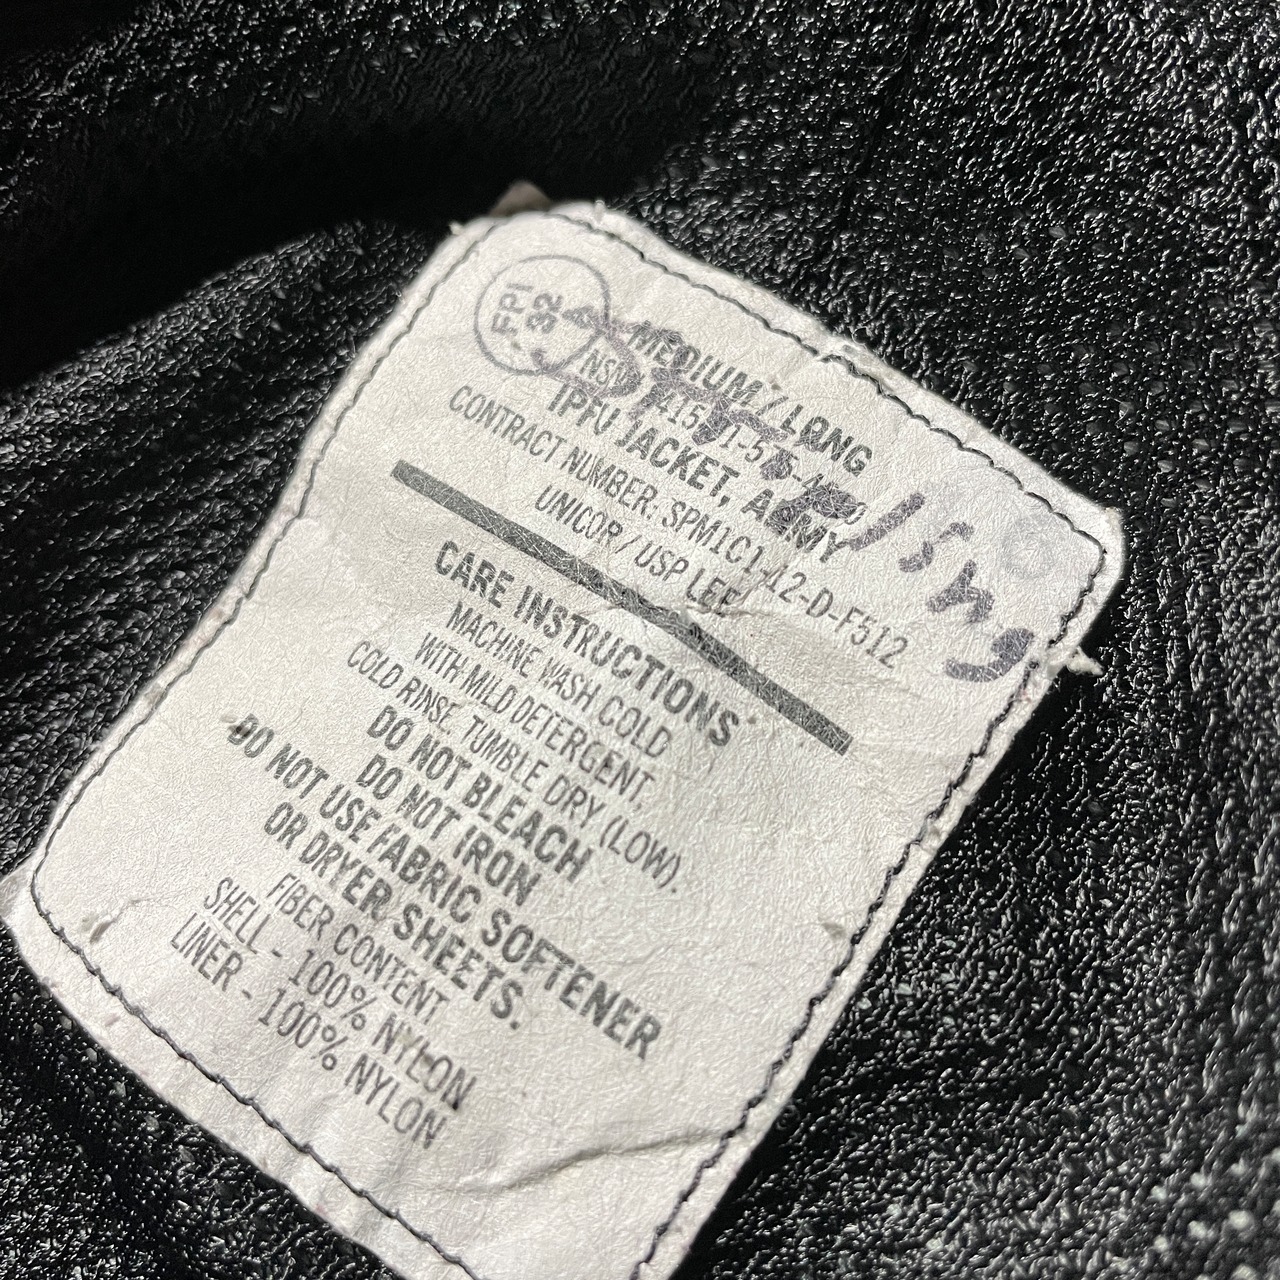 FPI
32
MEDIUM / LONG
IPFU JACKET, ARMY
CONTRACT NUMBER: SPM1C1-12-D-F512
UNICOR / USP LEE
CARE INSTRUCTIONS
MACHINE WASH COLD
WITH MILD DETERGENT,
COLD RINSE, TUMBLE DRY (LOW).
DO NOT BLEACH
DO NOT IRON
DO NOT USE FABRIC SOFTENER
OR DRYER SHEETS.
FIBER CONTENT
SHELL - 100% NYLON
LINER - 100% NYLON